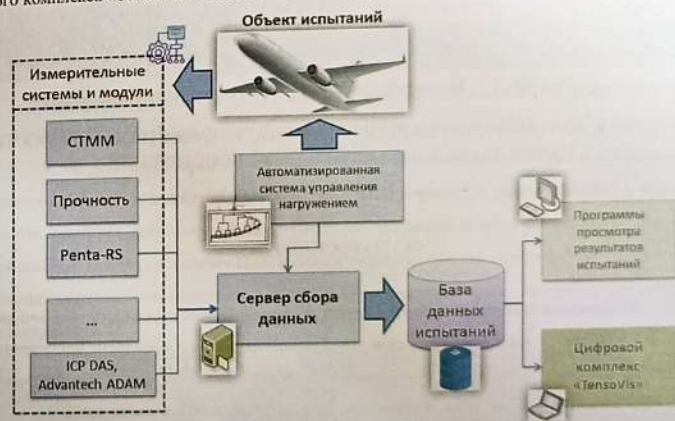 Объект испытаний
Измерительные
системы и модули
СТММ
Прочность
Penta-RS
...
ICP DAS,
Advantech ADAM
Автоматизированная
система управления
нагружением
Сервер сбора
данных
База
данных
испытаний
Программы
просмотра
результатов
испытаний
Цифровой
комплекс
«TensoVis»